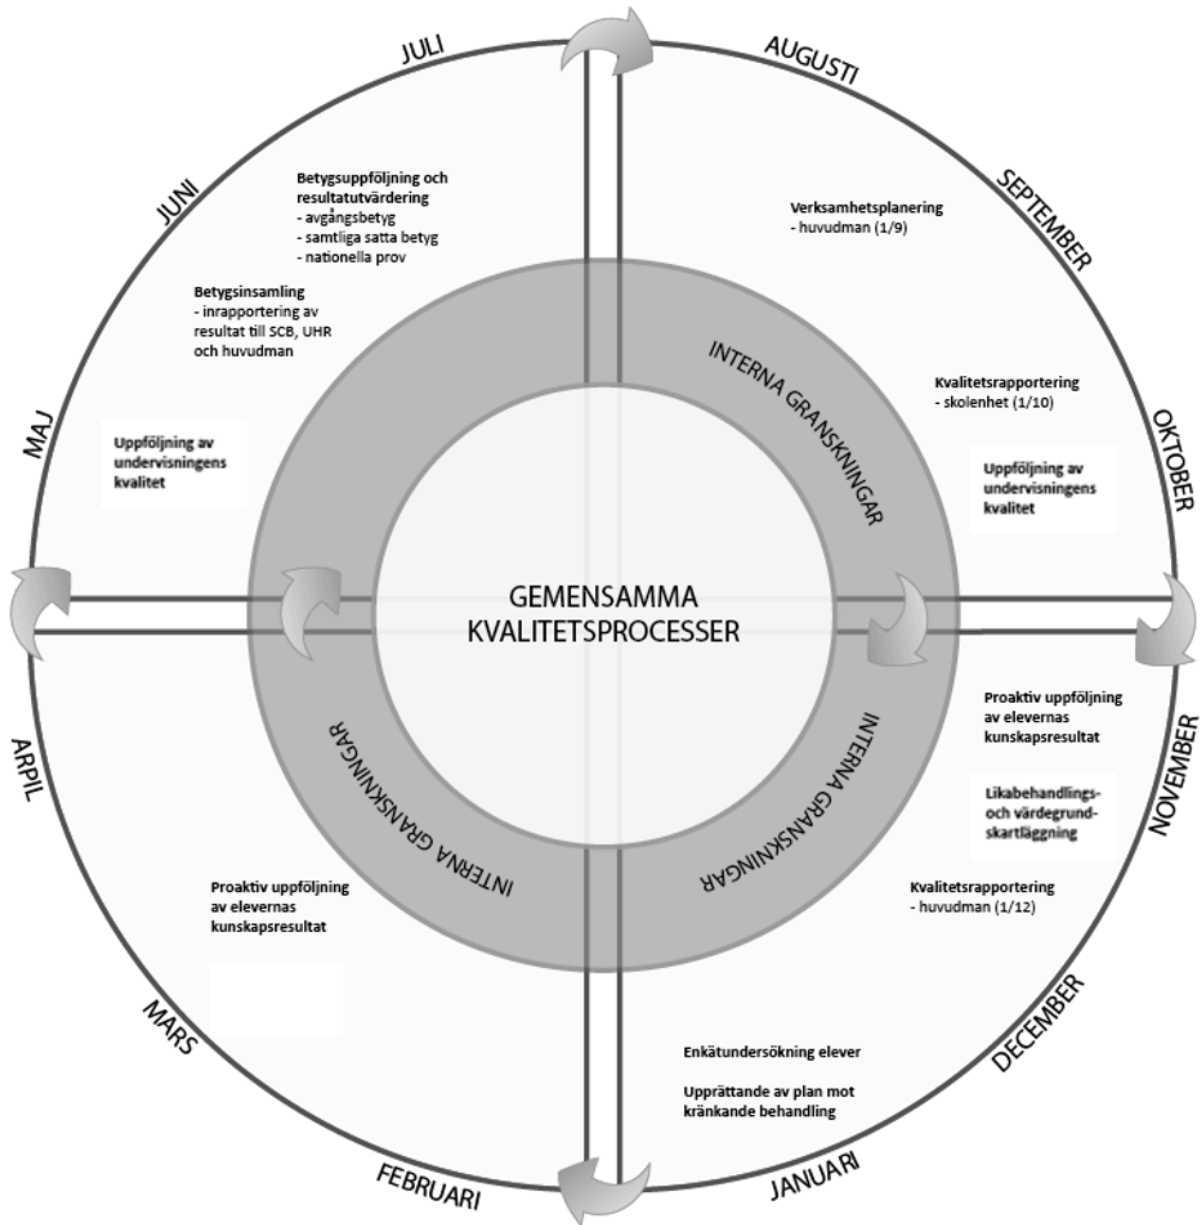 JULI
AUGUSTI
JUNI
SEPTEMBER
Betygsuppföljning och
resultatutvärdering
- avgångsbetyg
- samtliga satta betyg
- nationella prov
Verksamhetsplanering
- huvudman (1/9)
Betygsinsamling
- inrapportering av
resultat till SCB, UHR
och huvudman
INTERNA GRANSKNINGAR
Kvalitetsrapportering
- skolenhet (1/10)
MAJ
OKTOBER
Uppföljning av
undervisningens
kvalitet
Uppföljning av
undervisningens
kvalitet
GEMENSAMMA
KVALITETSPROCESSER
Proaktiv uppföljning
av elevernas
kunskapsresultat
ARPIL
NOVEMBER
INTERNA GRANSKNINGAR
INTERNA GRANSKNINGAR
Likabehandlings-
och värdegrund-
skartläggning
Proaktiv uppföljning
av elevernas
kunskapsresultat
Kvalitetsrapportering
- huvudman (1/12)
MARS
DECEMBER
Enkätundersökning elever
Upprättande av plan mot
kränkande behandling
FEBRUARI
JANUARI